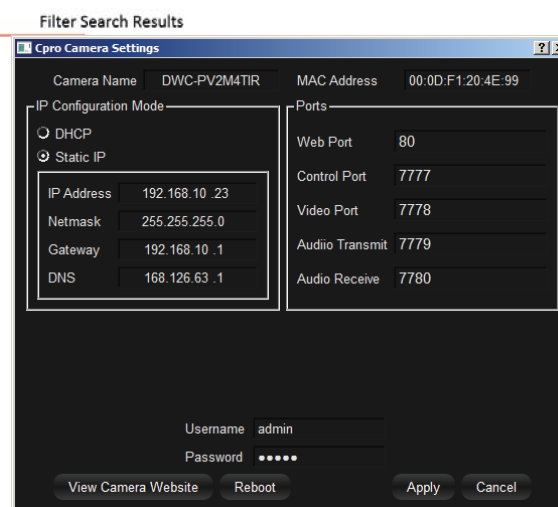 Filter Search Results
Cpro Camera Settings
Camera Name DWC-PV2M4TIR MAC Address 00:0D:F1:20:4E:99
IP Configuration Mode
DHCP
Static IP
IP Address 192.168.10 .23
Netmask 255.255.255.0
Gateway 192.168.10 .1
DNS 168.126.63 .1
Ports
Web Port 80
Control Port 7777
Video Port 7778
Audiio Transmit 7779
Audio Receive 7780
Username admin
Password •••••
View Camera Website Reboot Apply Cancel